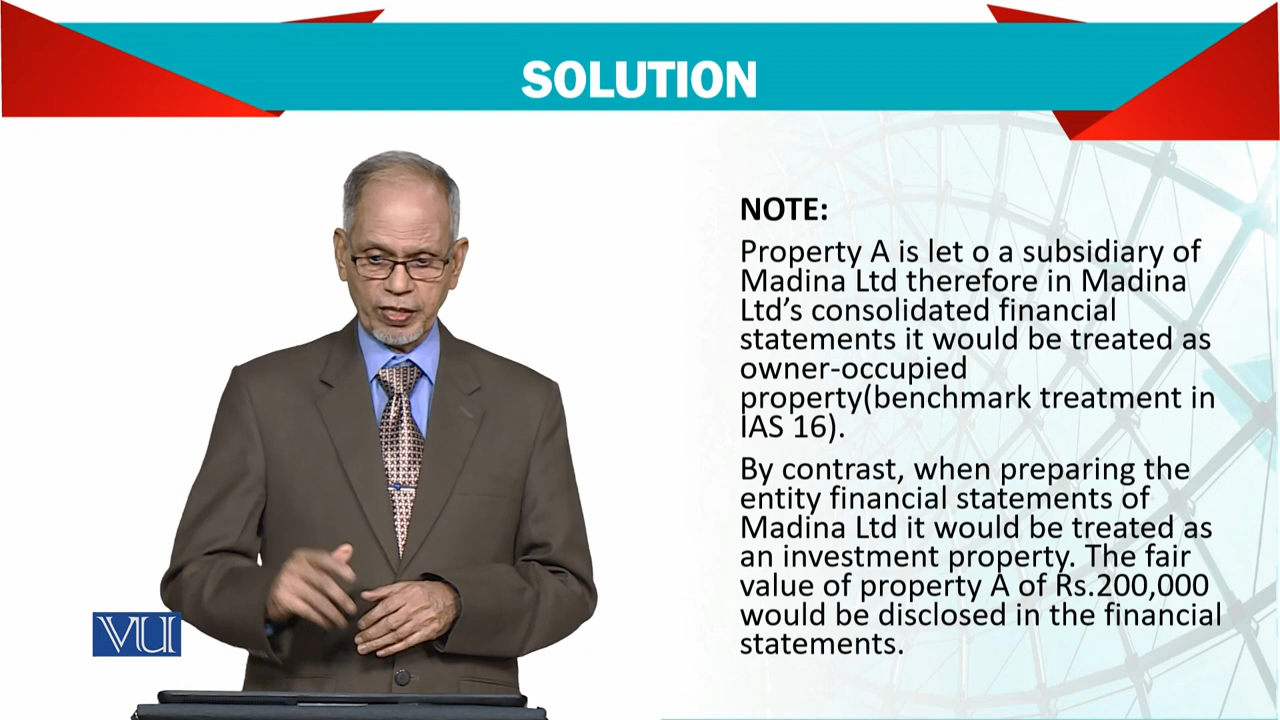 SOLUTION
NOTE:
Property A is let o a subsidiary of
Madina Ltd therefore in Madina
Ltd's consolidated financial
statements it would be treated as
owner-occupied
property(benchmark treatment in
IAS 16).
By contrast, when preparing the
entity financial statements of
Madina Ltd it would be treated as
an investment property. The fair
value of property A of Rs.200,000
would be disclosed in the financial
statements.
VU